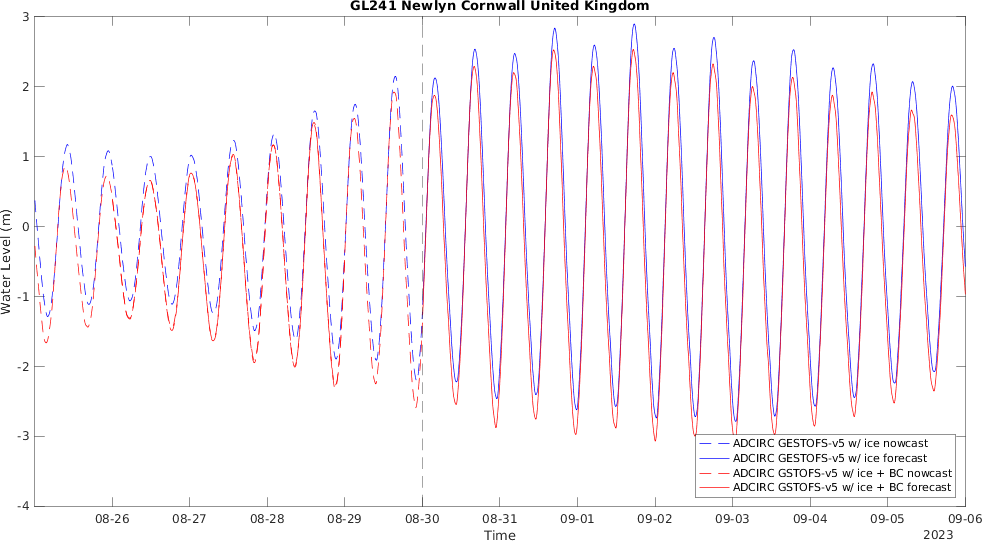 GL241 Newlyn Cornwall United Kingdom
3
2
1
0
-1
-2
-3
-4
Water Level (m)
ADCIRC GESTOFS-v5 w/ ice nowcast
ADCIRC GESTOFS-v5 w/ ice forecast
ADCIRC GSTOFS-v5 w/ ice + BC nowcast
ADCIRC GSTOFS-v5 w/ ice + BC forecast
08-26 08-27 08-28 08-29 08-30 08-31 09-01 09-02 09-03 09-04 09-05 09-06
Time
2023